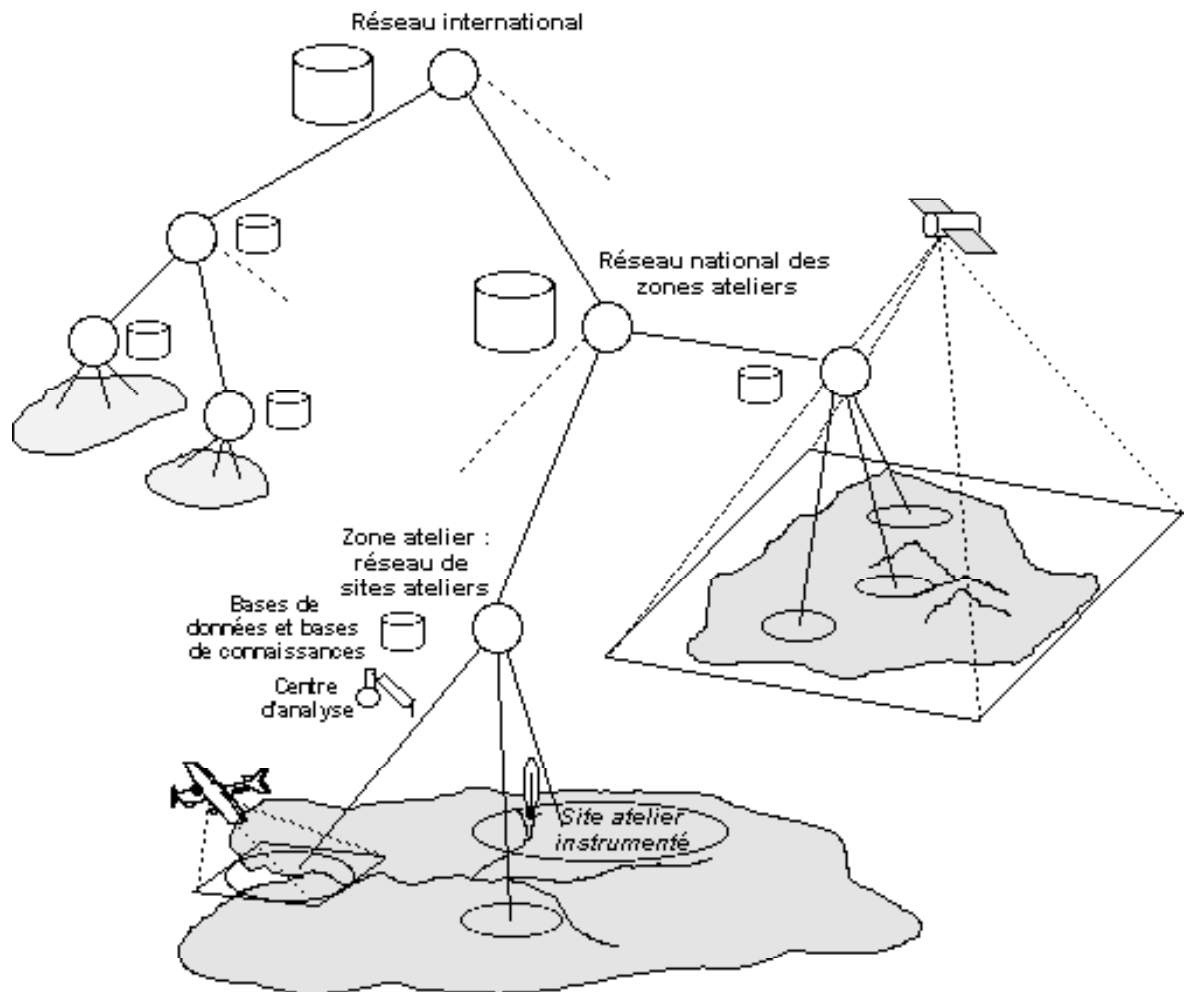 Réseau international
Réseau national des
zones ateliers
Zone atelier :
réseau de
sites ateliers
Bases de
données et bases
de connaissances
Centre
d'analyse
Site atelier
instrumenté